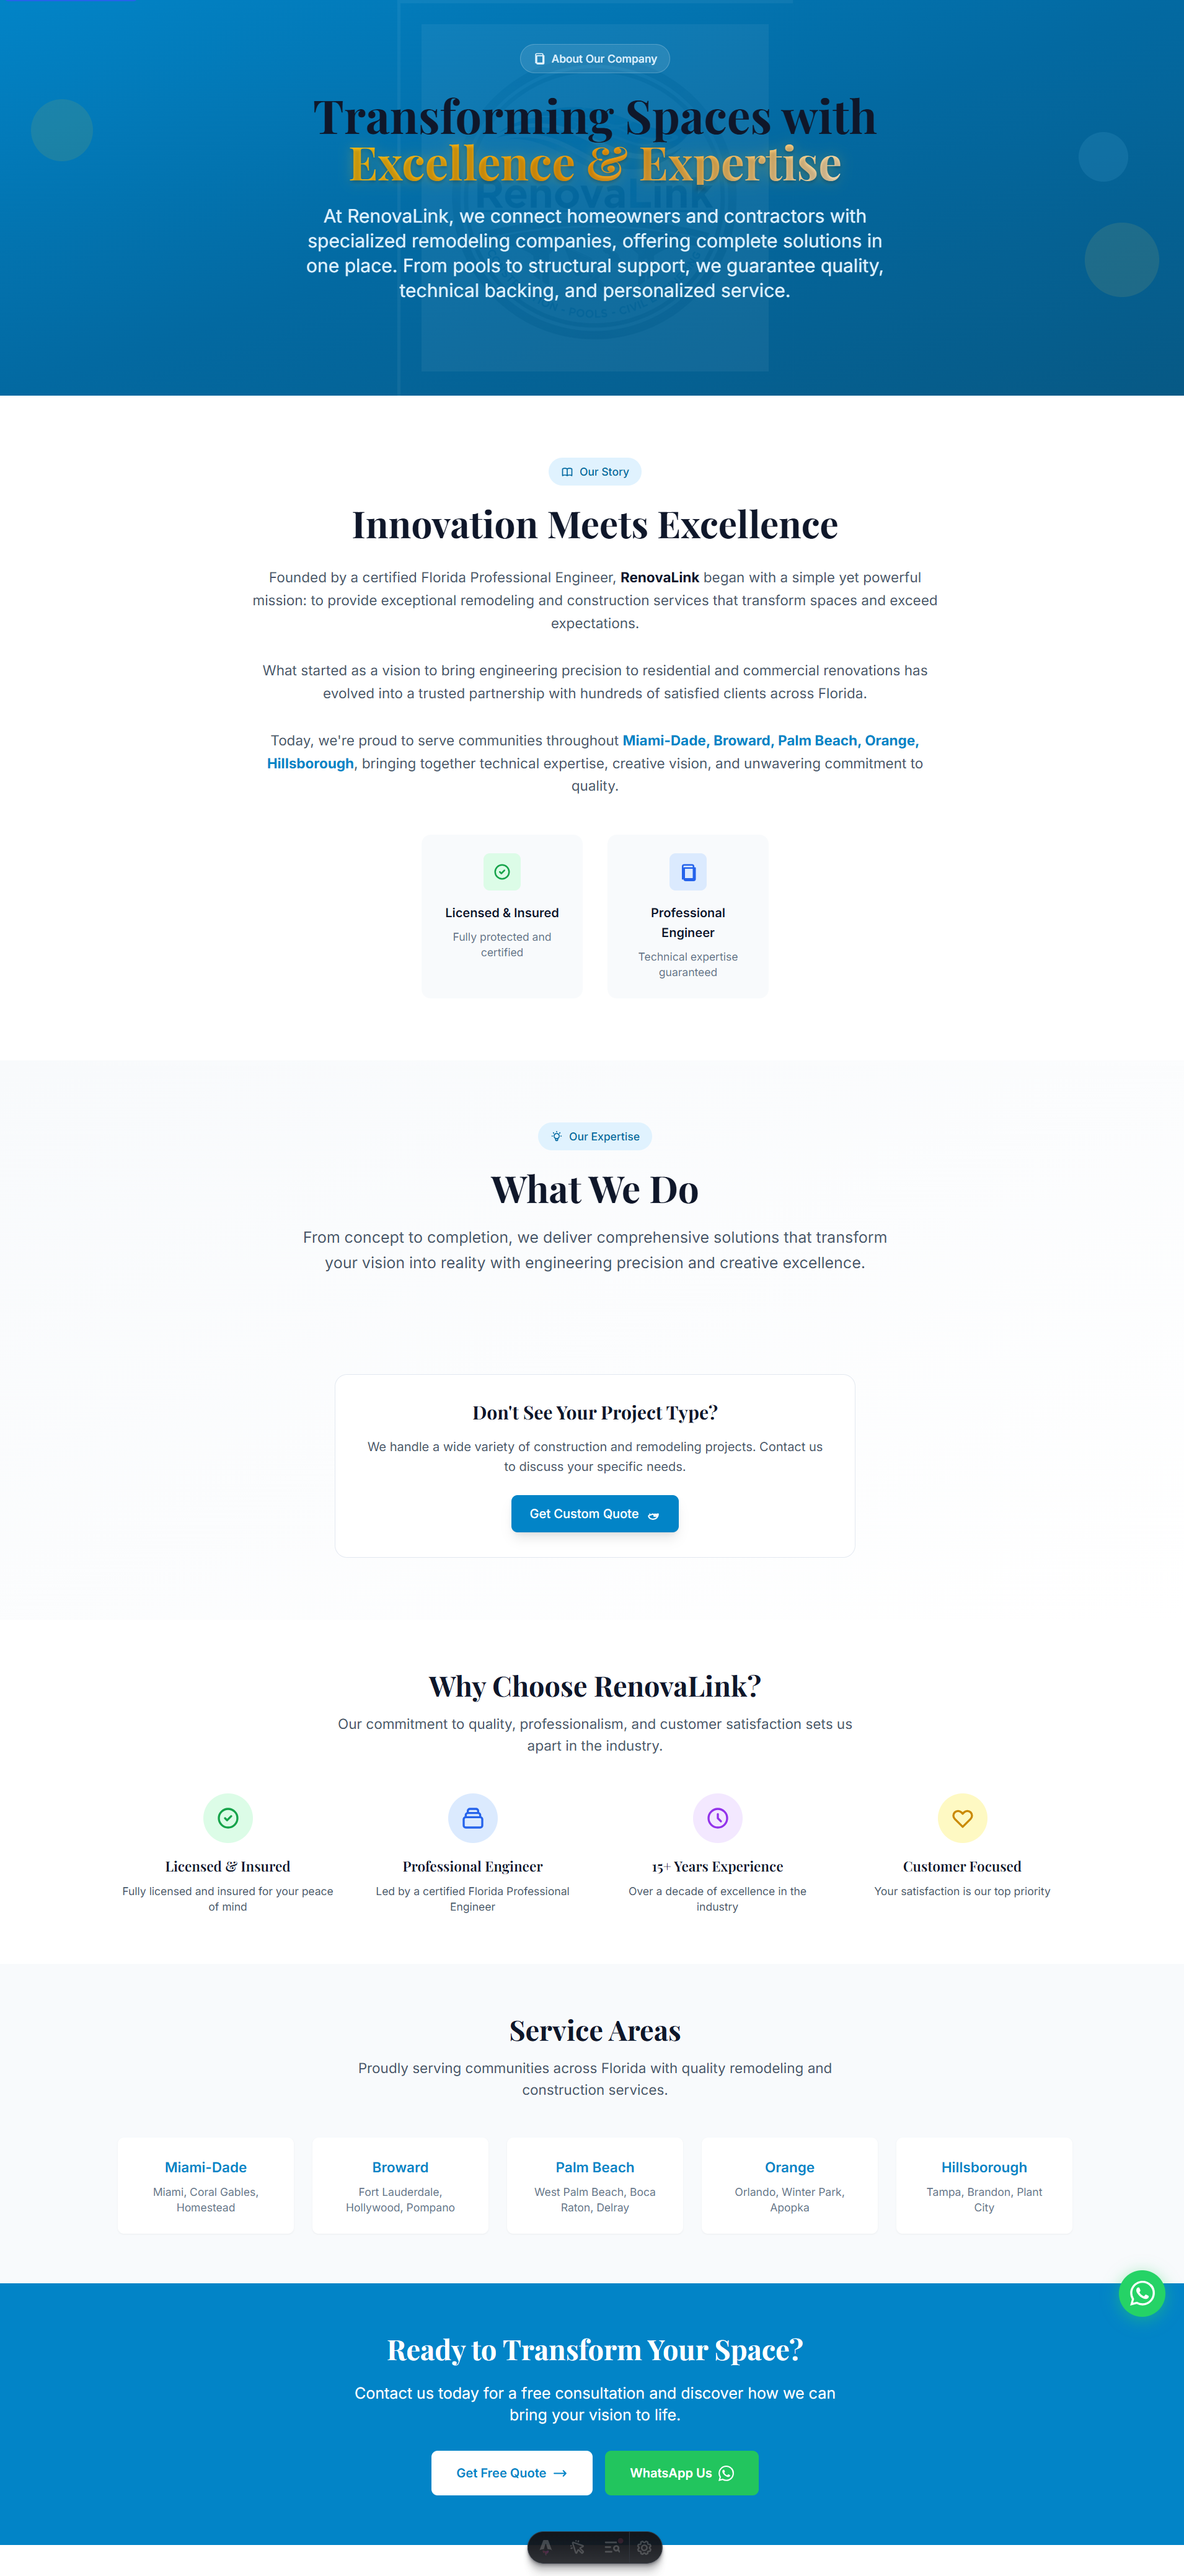 About Our Company
Transforming Spaces with
Excellence & Expertise
RenovaLink
At RenovaLink, we connect homeowners and contractors with
specialized remodeling companies, offering complete solutions in
one place. From pools to structural support, we guarantee quality,
technical backing, and personalized service.
POOLS
Our Story
Innovation Meets Excellence
Founded by a certified Florida Professional Engineer, RenovaLink began with a simple yet powerful
mission: to provide exceptional remodeling and construction services that transform spaces and exceed
expectations.
What started as a vision to bring engineering precision to residential and commercial renovations has
evolved into a trusted partnership with hundreds of satisfied clients across Florida.
Today, we're proud to serve communities throughout Miami-Dade, Broward, Palm Beach, Orange,
Hillsborough, bringing together technical expertise, creative vision, and unwavering commitment to
quality.
Licensed & Insured
Fully protected and
certified
Professional
Engineer
Technical expertise
guaranteed
Our Expertise
What We Do
From concept to completion, we deliver comprehensive solutions that transform
your vision into reality with engineering precision and creative excellence.
Don't See Your Project Type?
We handle a wide variety of construction and remodeling projects. Contact us
to discuss your specific needs.
Get Custom Quote
Why Choose RenovaLink?
Our commitment to quality, professionalism, and customer satisfaction sets us
apart in the industry.
Licensed & Insured
Fully licensed and insured for your peace
of mind
Professional Engineer
Led by a certified Florida Professional
Engineer
15+ Years Experience
Over a decade of excellence in the
industry
Customer Focused
Your satisfaction is our top priority
Service Areas
Proudly serving communities across Florida with quality remodeling and
construction services.
Miami-Dade
Miami, Coral Gables,
Homestead
Broward
Fort Lauderdale,
Hollywood, Pompano
Palm Beach
West Palm Beach, Boca
Raton, Delray
Orange
Orlando, Winter Park,
Apopka
Hillsborough
Tampa, Brandon, Plant
City
Ready to Transform Your Space?
Contact us today for a free consultation and discover how we can
bring your vision to life.
Get Free Quote
WhatsApp Us